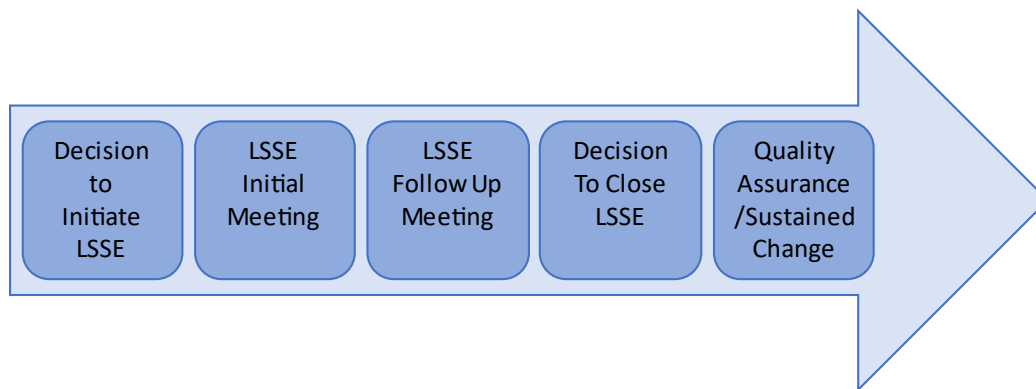 Decision
to
Initiate
LSSE
LSSE
Initial
Meeting
LSSE
Follow Up
Meeting
Decision
To Close
LSSE
Quality
Assurance
/Sustained
Change